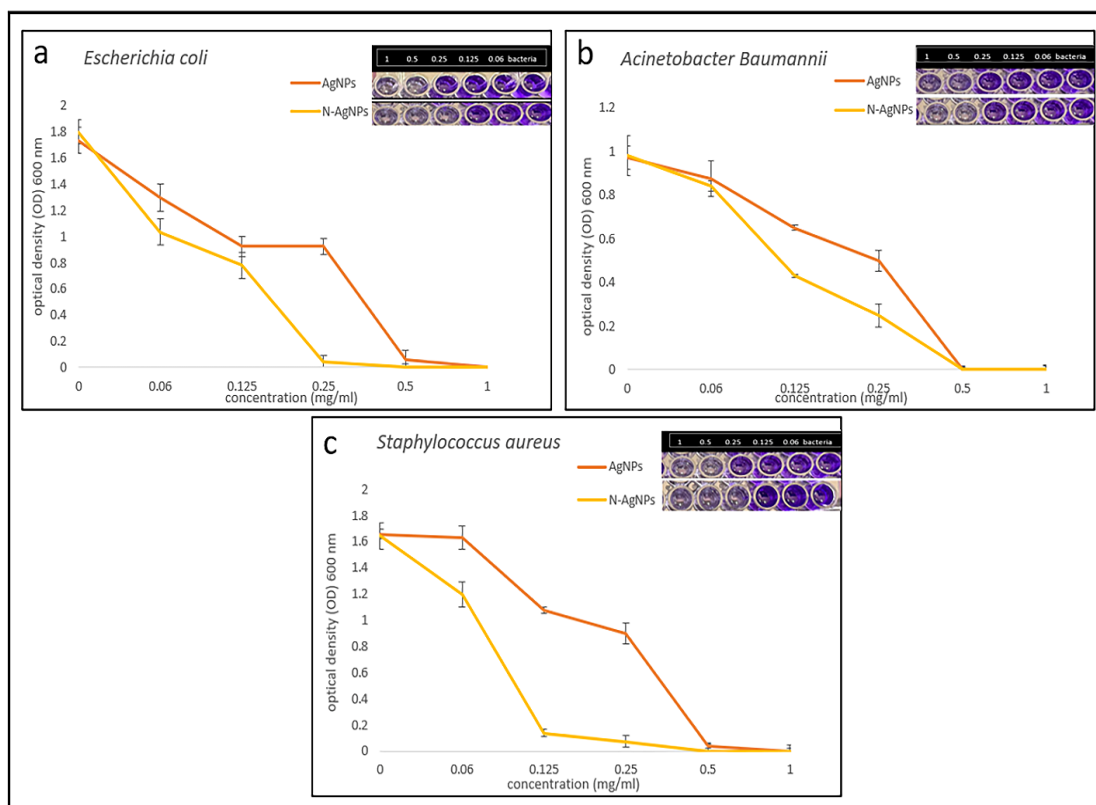 a
Escherichia coli
1 0.5 0.25 0.125 0.06 bacteria
AgNPs
N-AgNPs
2
1.8
1.6
1.4
1.2
1
0.8
0.6
0.4
0.2
0
optical density (OD) 600 nm
0 0.06 0.125 0.25 0.5 1
concentration (mg/ml)
b
Acinetobacter Baumannii
1 0.5 0.25 0.125 0.06 bacteria
AgNPs
N-AgNPs
1.2
1
0.8
0.6
0.4
0.2
0
optical density (OD) 600 nm
0 0.06 0.125 0.25 0.5 1
concentration (mg/ml)
c
Staphylococcus aureus
1 0.5 0.25 0.125 0.06 bacteria
AgNPs
N-AgNPs
2
1.8
1.6
1.4
1.2
1
0.8
0.6
0.4
0.2
0
optical density (OD) 600 nm
0 0.06 0.125 0.25 0.5 1
concentration (mg/ml)